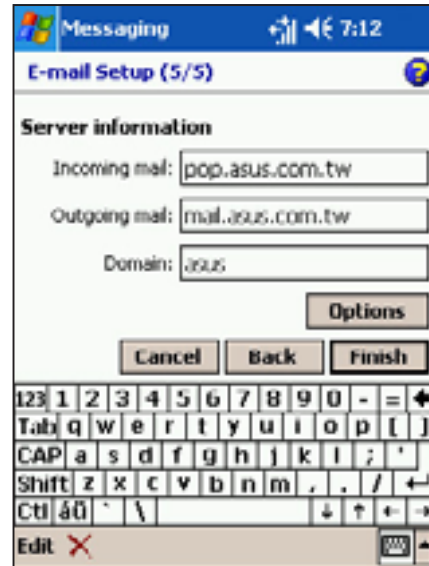 Messaging 7:12
E-mail Setup (5/5) ?
Server information
Incoming mail: pop.asus.com.tw
Outgoing mail: mail.asus.com.tw
Domain: asus
Options
Cancel Back Finish
123 1 2 3 4 5 6 7 8 9 0 - = ←
Tab q w e r t y u i o p [ ]
CAP a s d f g h j k l ; '
Shift z x c v b n m , . / ↵
Ctl áü ` \ ↓ ↑ ← →
Edit